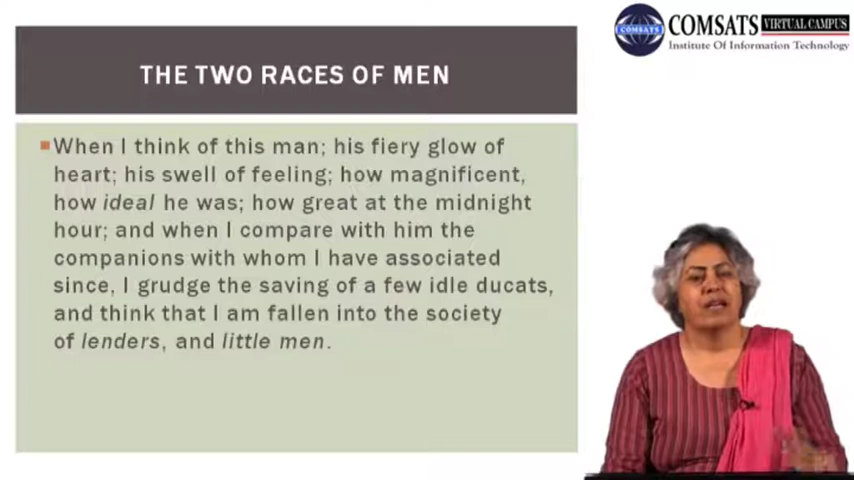 COMSATS VIRTUAL CAMPUS
COMSATS
Institute Of Information Technology
THE TWO RACES OF MEN
When I think of this man; his fiery glow of
heart; his swell of feeling; how magnificent,
how ideal he was; how great at the midnight
hour; and when I compare with him the
companions with whom I have associated
since, I grudge the saving of a few idle ducats,
and think that I am fallen into the society
of lenders, and little men.